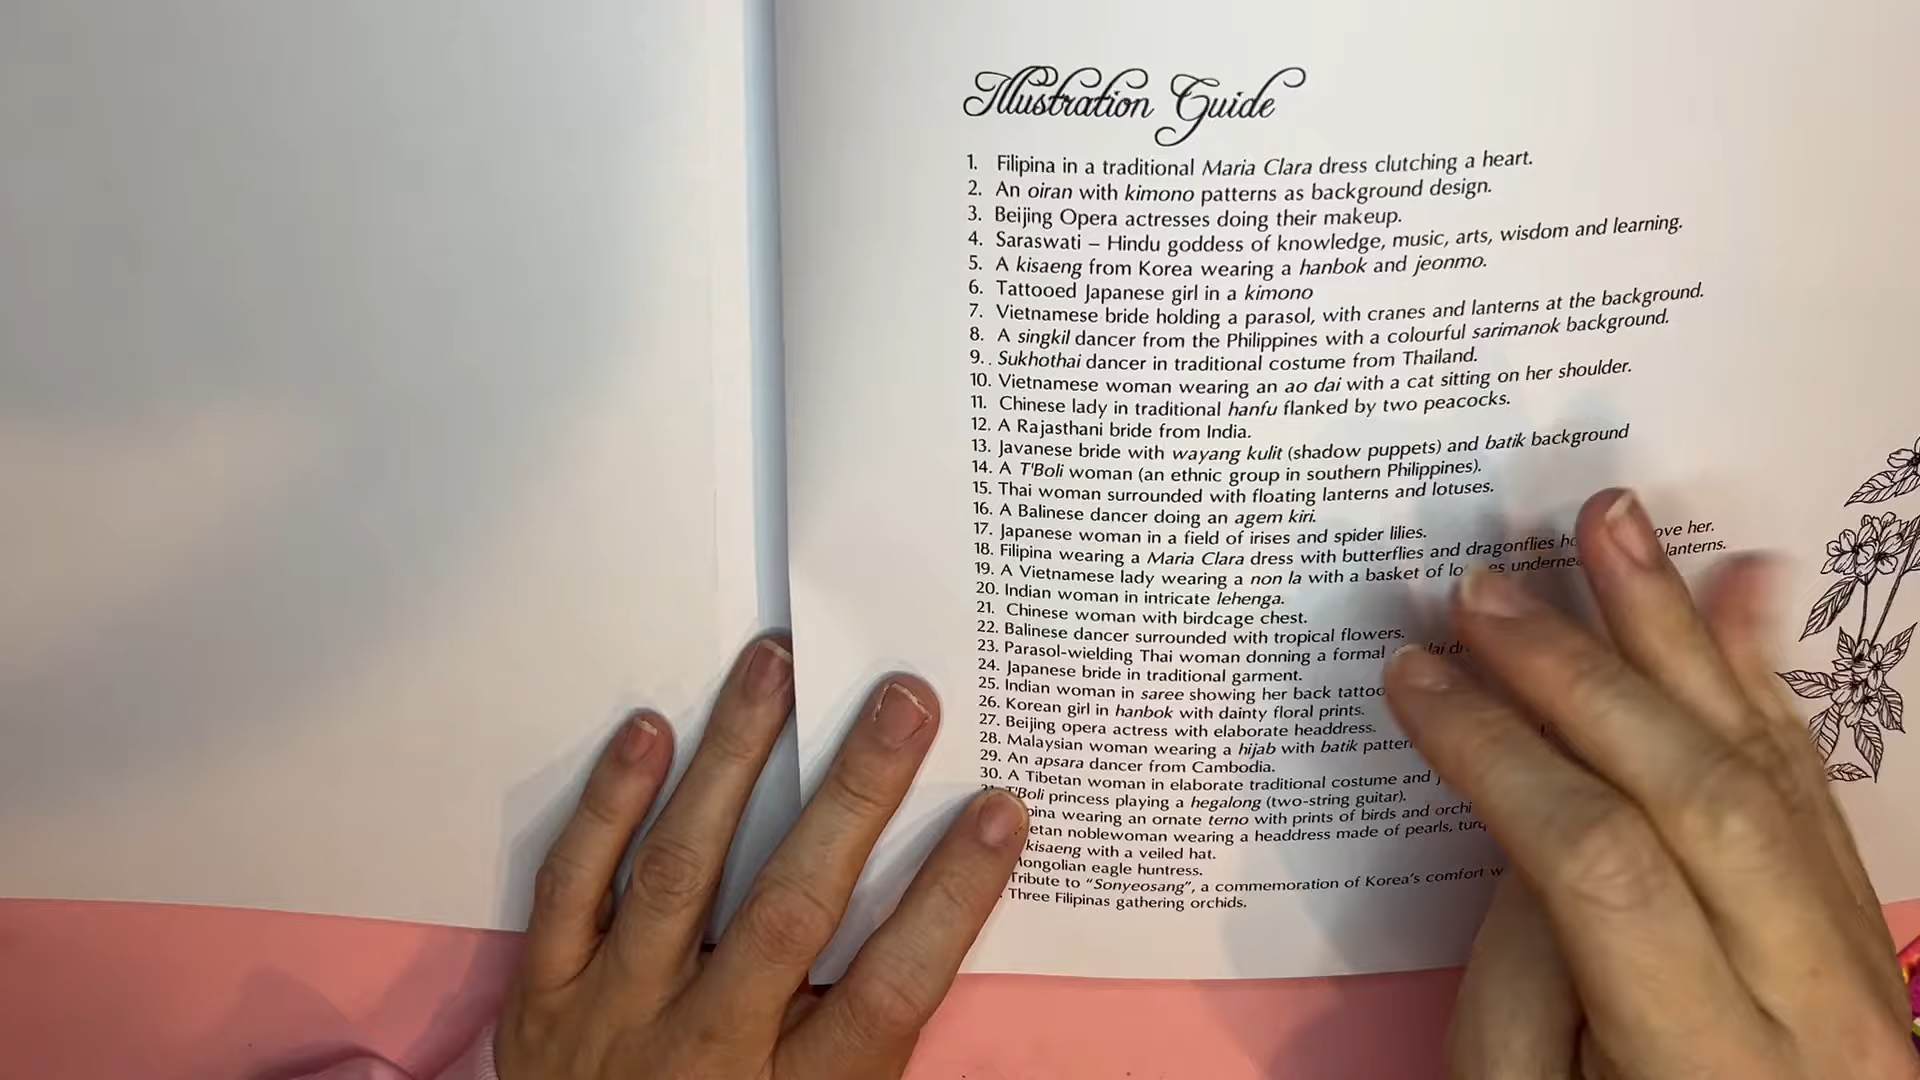 Illustration Guide
1. Filipina in a traditional Maria Clara dress clutching a heart.
2. An oiran with kimono patterns as background design.
3. Beijing Opera actresses doing their makeup.
4. Saraswati – Hindu goddess of knowledge, music, arts, wisdom and learning.
5. A kisaeng from Korea wearing a hanbok and jeonmo.
6. Tattooed Japanese girl in a kimono
7. Vietnamese bride holding a parasol, with cranes and lanterns at the background.
8. A singkil dancer from the Philippines with a colourful sarimanok background.
9. . Sukhothai dancer in traditional costume from Thailand.
10. Vietnamese woman wearing an ao dai with a cat sitting on her shoulder.
11. Chinese lady in traditional hanfu flanked by two peacocks.
12. A Rajasthani bride from India.
13. Javanese bride with wayang kulit (shadow puppets) and batik background
14. A T'Boli woman (an ethnic group in southern Philippines).
15. Thai woman surrounded with floating lanterns and lotuses.
16. A Balinese dancer doing an agem kiri.
17. Japanese woman in a field of irises and spider lilies.
18. Filipina wearing a Maria Clara dress with butterflies and dragonflies her.
19. A Vietnamese lady wearing a non la with a basket of lanterns.
20. Indian woman in intricate lehenga.
21. Chinese woman with birdcage chest.
22. Balinese dancer surrounded with tropical flowers.
23. Parasol-wielding Thai woman donning a formal
24. Japanese bride in traditional garment.
25. Indian woman in saree showing her back
26. Korean girl in hanbok with dainty floral prints.
27. Beijing opera actress with elaborate headdress.
28. Malaysian woman wearing a hijab with batik
29. An apsara dancer from Cambodia.
30. A Tibetan woman in elaborate traditional costume and
T'Boli princess playing a hegalong (two-string guitar).
wearing an ornate terno with prints of birds and
noblewoman wearing a headdress made of pearls,
kisaeng with a veiled hat.
Mongolian eagle huntress.
Tribute to “Sonyeosang”, a commemoration of Korea's comfort
Three Filipinas gathering orchids.